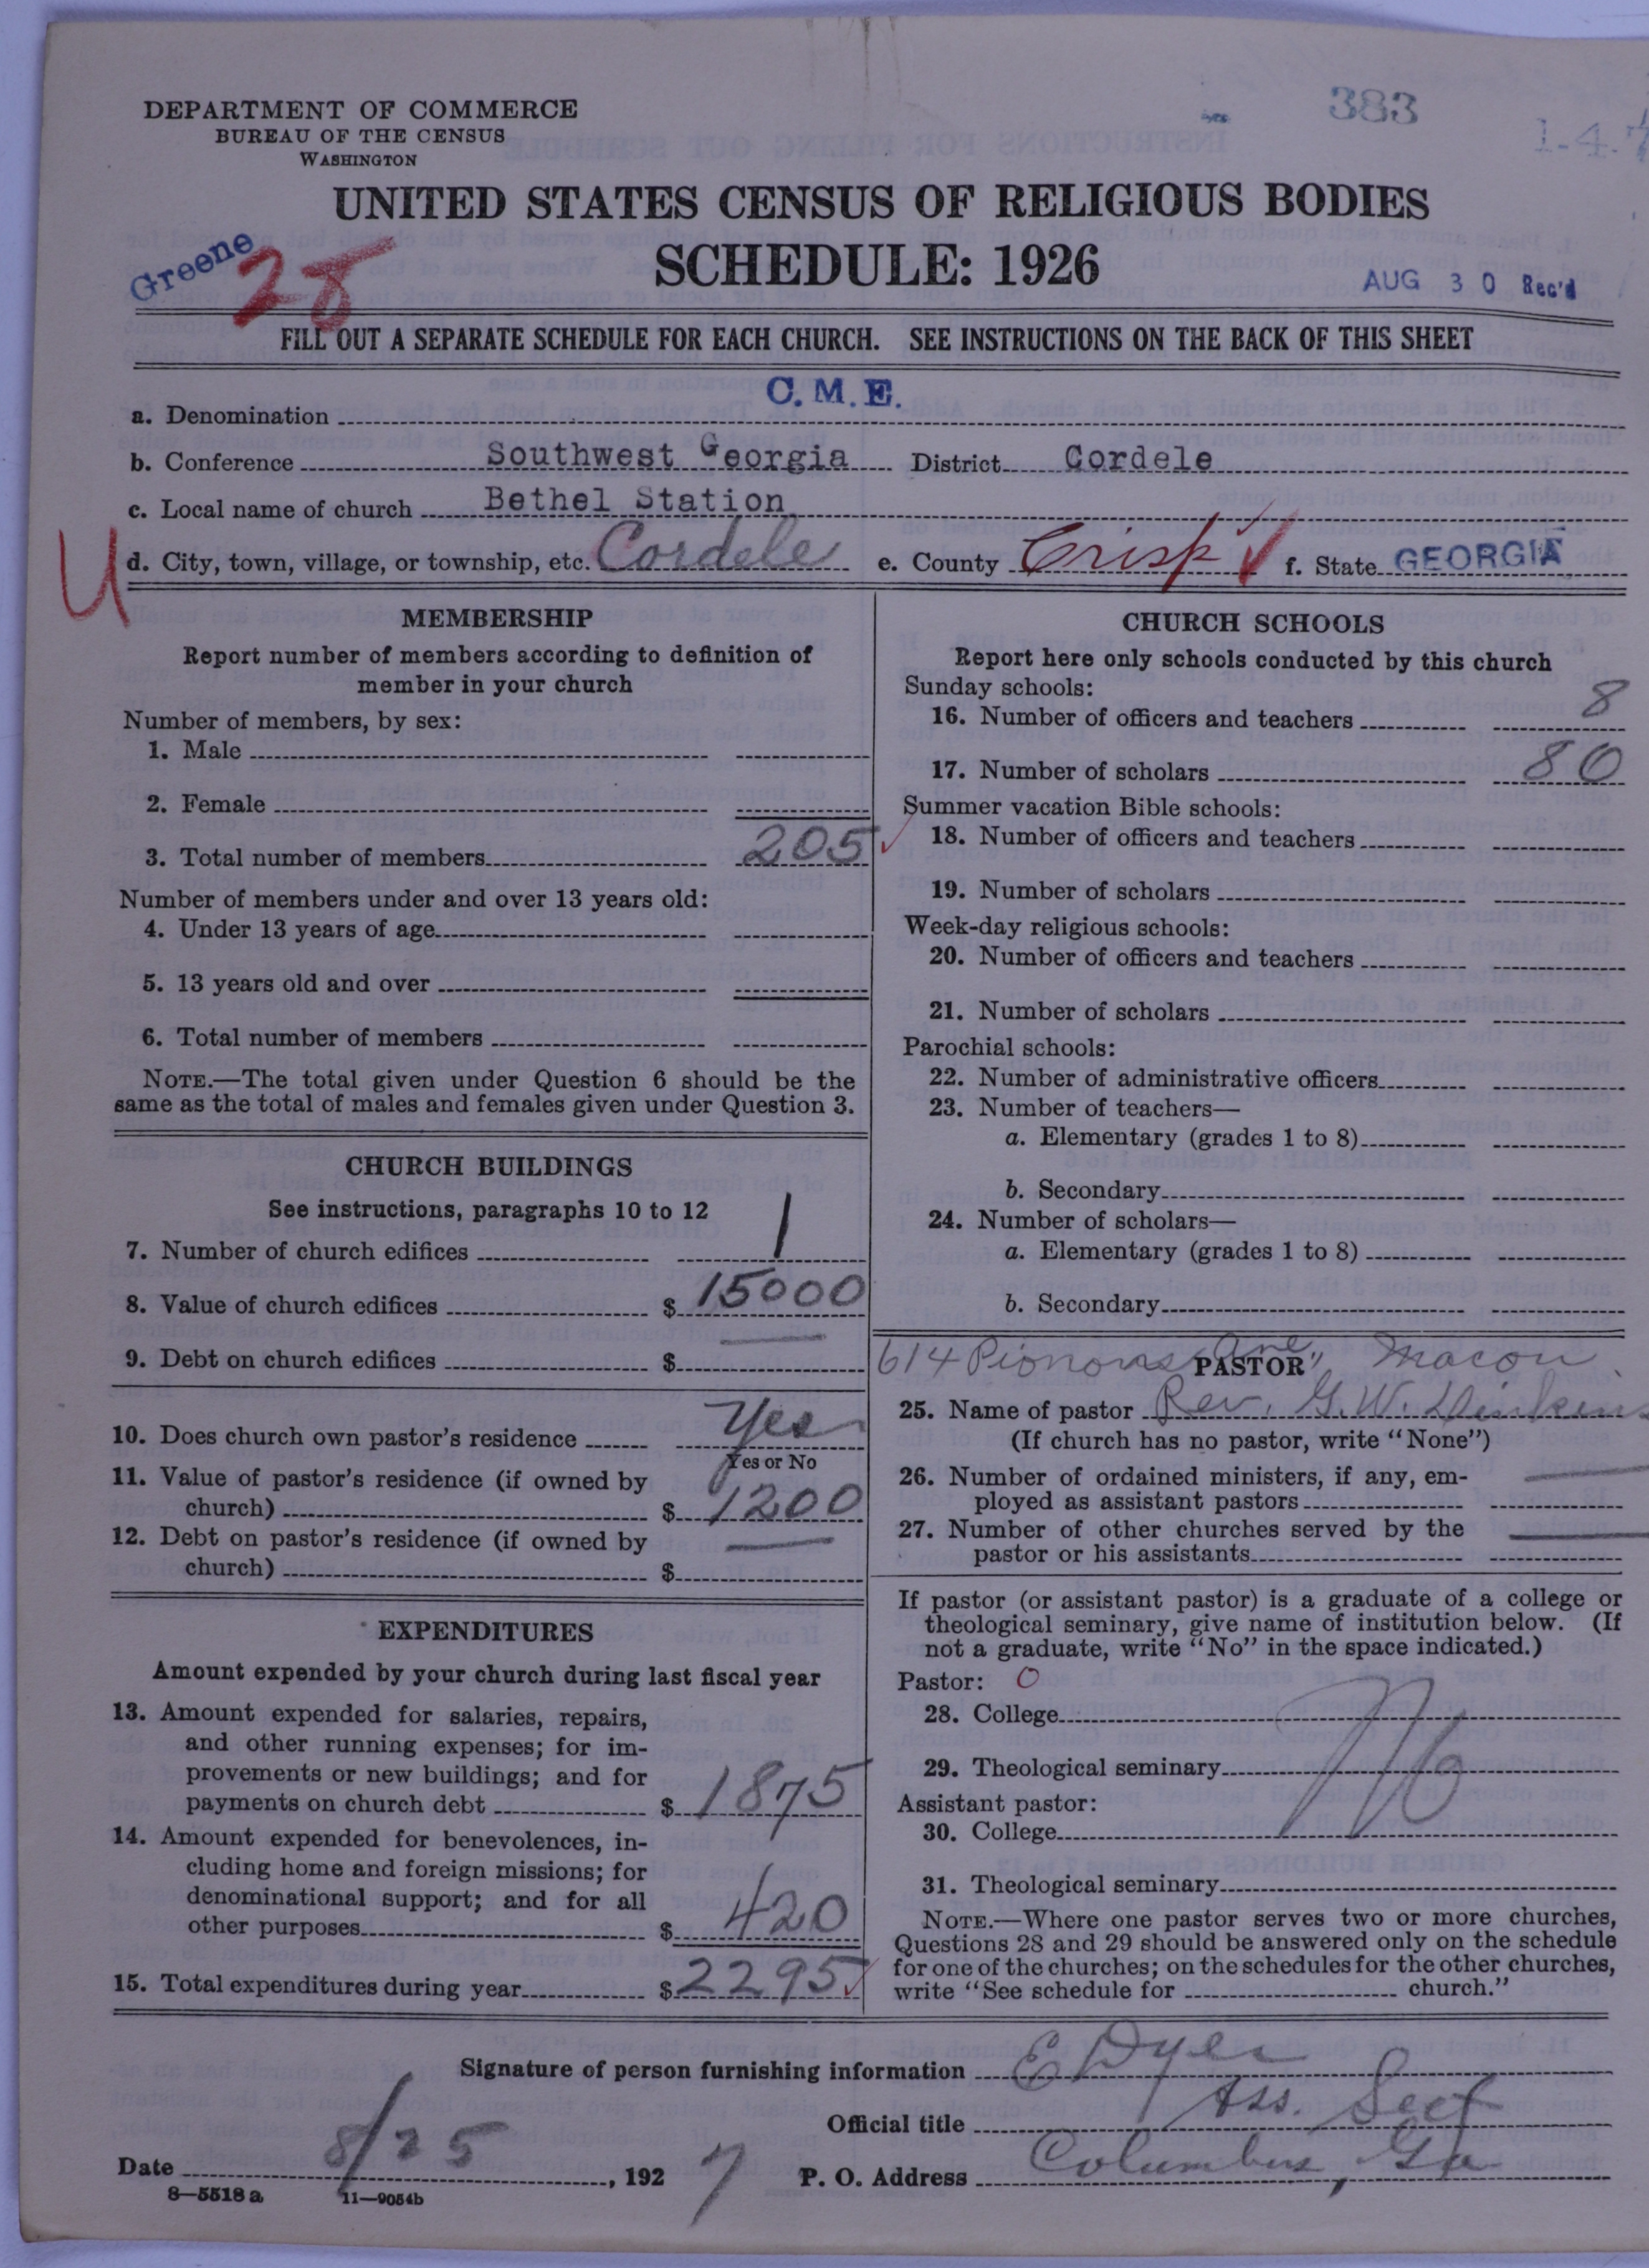 383
DEPARTMENT OF COMMERCE
BUREAU OF THE CENSUS
WASHINGTON
1-4.
UNITED STATES CENSUS OF RELIGIOUS BODIES
Greene
28
SCHEDULE: 1926
AUG 30 Rec'd
FILL OUT A SEPARATE SCHEDULE FOR EACH CHURCH. SEE INSTRUCTIONS ON THE BACK OF THIS SHEET
a. Denomination C. M. E.
b. Conference Southwest Georgia District Cordele
c. Local name of church Bethel Station
U d. City, town, village, or township, etc. Cordele e. County Crisp f. State GEORGIA
MEMBERSHIP
Report number of members according to definition of
member in your church
Number of members, by sex:
1. Male
2. Female
3. Total number of members 205
Number of members under and over 13 years old:
4. Under 13 years of age
5. 13 years old and over
6. Total number of members
NOTE.—The total given under Question 6 should be the
same as the total of males and females given under Question 3.
CHURCH BUILDINGS
See instructions, paragraphs 10 to 12
7. Number of church edifices 1
8. Value of church edifices $ 15000
9. Debt on church edifices $
10. Does church own pastor's residence Yes
Yes or No
11. Value of pastor's residence (if owned by
church) $ 1200
12. Debt on pastor's residence (if owned by
church) $
EXPENDITURES
Amount expended by your church during last fiscal year
13. Amount expended for salaries, repairs,
and other running expenses; for im-
provements or new buildings; and for
payments on church debt $ 1875
14. Amount expended for benevolences, in-
cluding home and foreign missions; for
denominational support; and for all
other purposes $ 420
15. Total expenditures during year $ 2295
CHURCH SCHOOLS
Report here only schools conducted by this church
Sunday schools:
16. Number of officers and teachers 8
17. Number of scholars 80
Summer vacation Bible schools:
18. Number of officers and teachers
19. Number of scholars
Week-day religious schools:
20. Number of officers and teachers
21. Number of scholars
Parochial schools:
22. Number of administrative officers
23. Number of teachers—
a. Elementary (grades 1 to 8)
b. Secondary
24. Number of scholars—
a. Elementary (grades 1 to 8)
b. Secondary
614 Pionons Ave, Macon
PASTOR
25. Name of pastor Rev. G. W. Dinkins
(If church has no pastor, write "None")
26. Number of ordained ministers, if any, em-
ployed as assistant pastors
27. Number of other churches served by the
pastor or his assistants
If pastor (or assistant pastor) is a graduate of a college or
theological seminary, give name of institution below. (If
not a graduate, write "No" in the space indicated.)
Pastor: O
28. College
29. Theological seminary No
Assistant pastor:
30. College
31. Theological seminary
NOTE.—Where one pastor serves two or more churches,
Questions 28 and 29 should be answered only on the schedule
for one of the churches; on the schedules for the other churches,
write "See schedule for church."
Signature of person furnishing information E Dyer
Official title Ass. Sect
Date 8/25, 1927 P. O. Address Columbus, Ga
8—5518 a 11—9054b